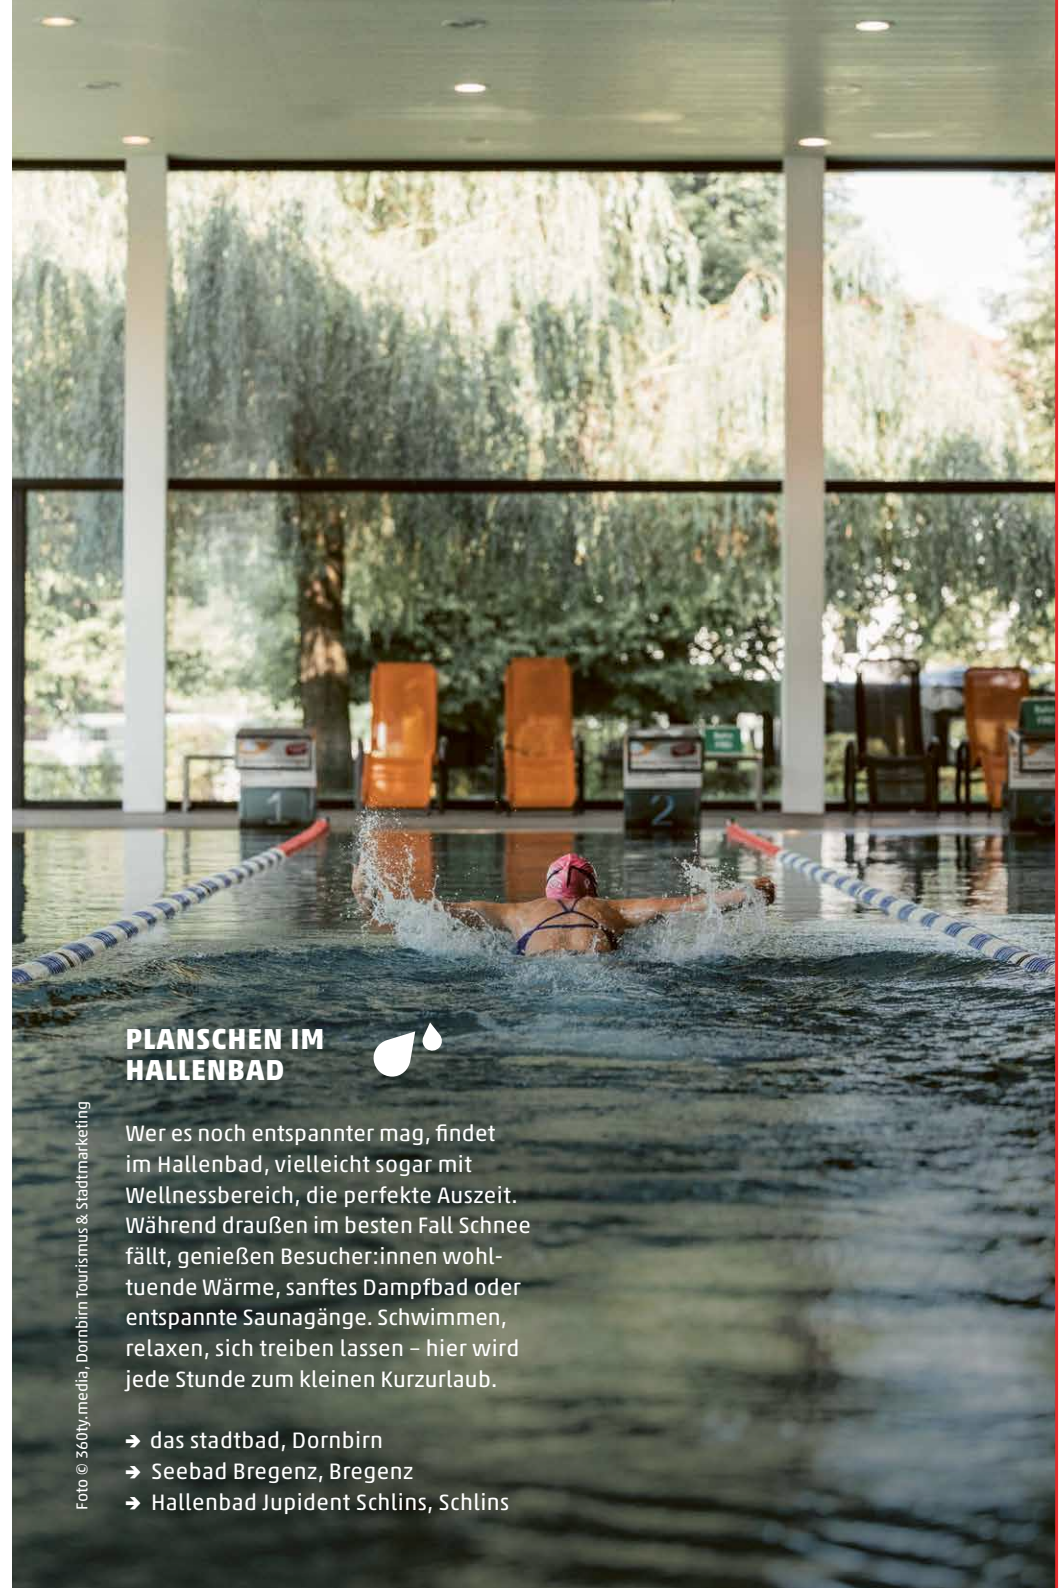 1
2
3
PLANSCHEN IM
HALLENBAD
Wer es noch entspannter mag, findet
im Hallenbad, vielleicht sogar mit
Wellnessbereich, die perfekte Auszeit.
Während draußen im besten Fall Schnee
fällt, genießen Besucher:innen wohl-
tuende Wärme, sanftes Dampfbad oder
entspannte Saunagänge. Schwimmen,
relaxen, sich treiben lassen – hier wird
jede Stunde zum kleinen Kurzurlaub.
→ das stadtbad, Dornbirn
→ Seebad Bregenz, Bregenz
→ Hallenbad Jupident Schlins, Schlins
Foto © 360ty.media, Dornbirn Tourismus & Stadtmarketing